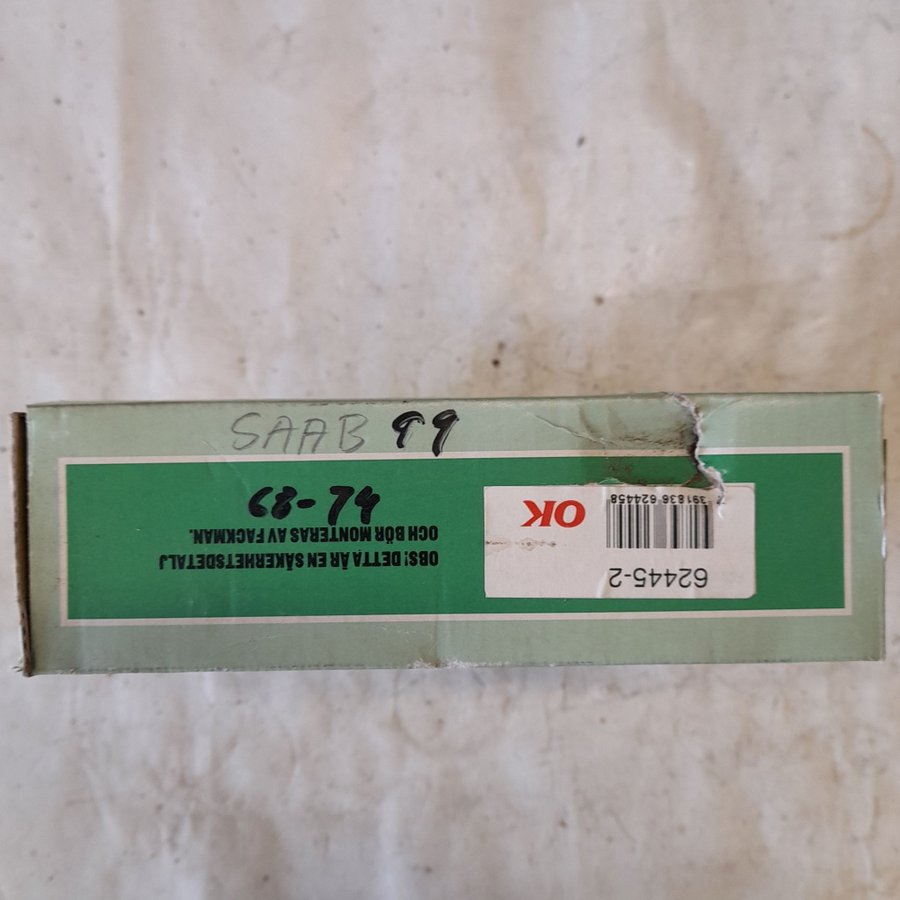 SAAB 99
68-74
OBS! DETTA ÄR EN SÄKERHETSDETALJ
OCH BÖR MONTERAS AV FACKMAN.
62445-2
OK
7 391836 624458